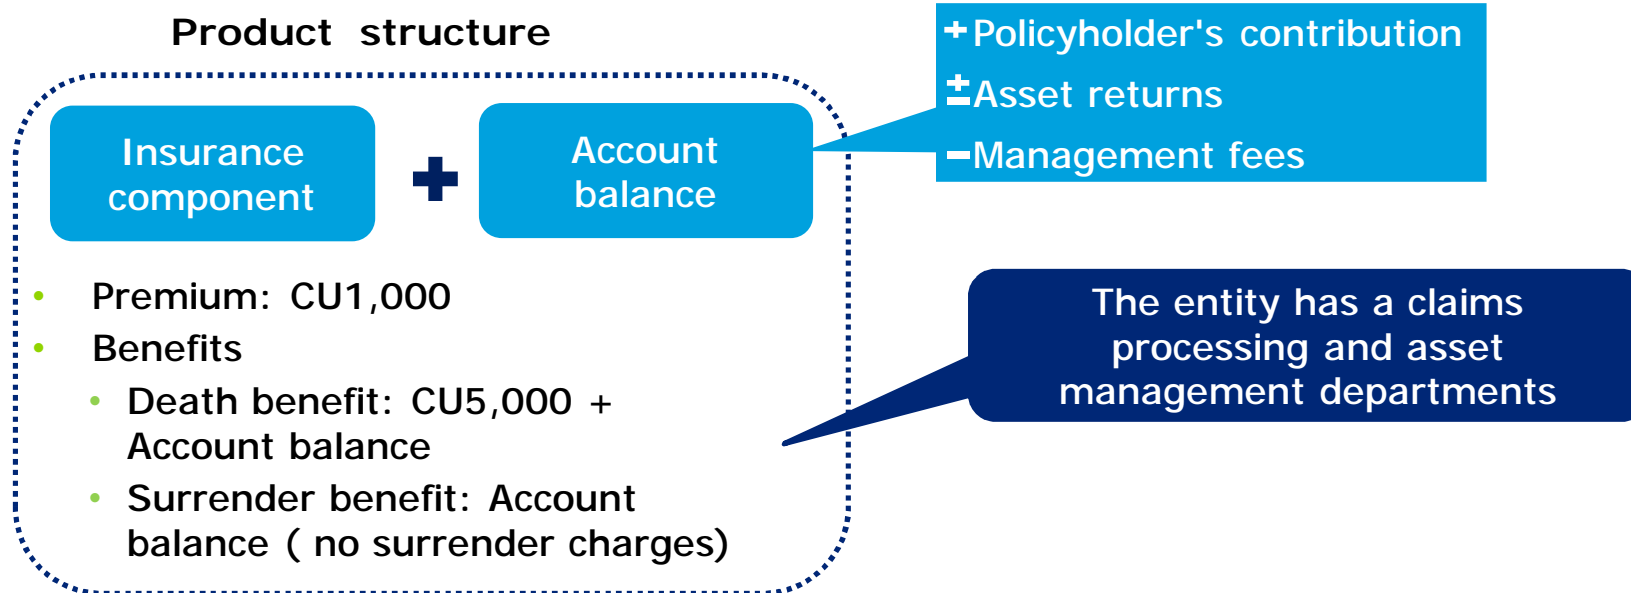 Product structure
Insurance
component
+
Account
balance
+Policyholder's contribution
±Asset returns
-Management fees
• Premium: CU1,000
• Benefits
• Death benefit: CU5,000 +
Account balance
• Surrender benefit: Account
balance ( no surrender charges)
The entity has a claims
processing and asset
management departments